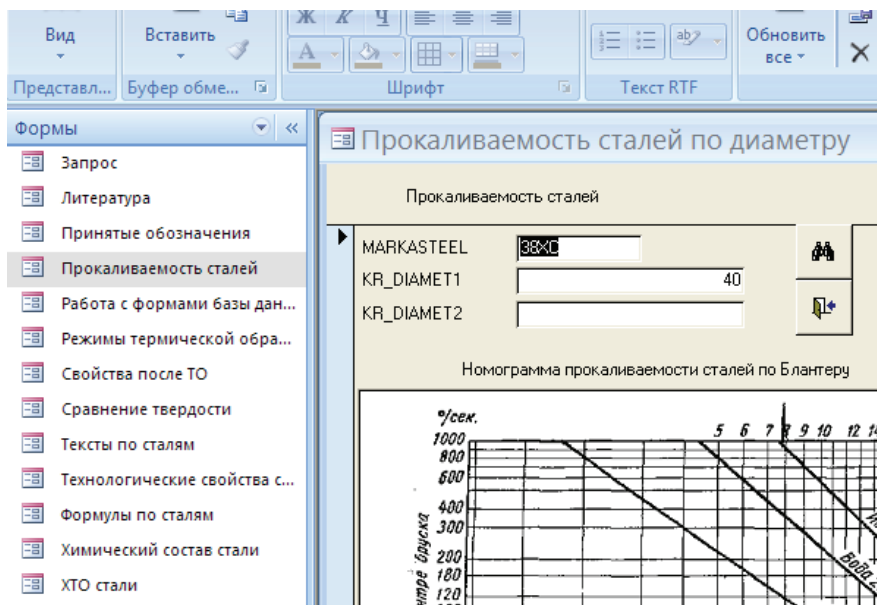 Вид
Вставить
Ж К Ч
Обновить
все
А
ab
Представл...
Буфер обме...
Шрифт
Текст RTF
Формы
Запрос
Литература
Принятые обозначения
Прокаливаемость сталей
Работа с формами базы дан...
Режимы термической обра...
Свойства после ТО
Сравнение твердости
Тексты по сталям
Технологические свойства с...
Формулы по сталям
Химический состав стали
ХТО стали
Прокаливаемость сталей по диаметру
Прокаливаемость сталей
MARKASTEEL 38ХС
KR_DIAMET1 40
KR_DIAMET2
Номограмма прокаливаемости сталей по Блантеру
°/сек.
5 6 7 8 9 10 12 14
1000
800
600
400
300
200
180
120
бруска
Вода